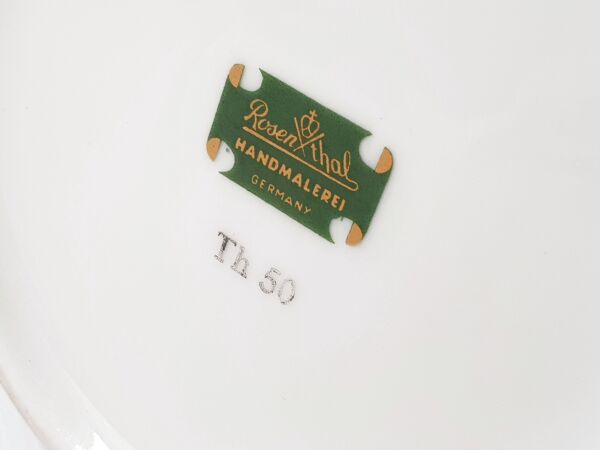 Rosenthal
HANDMALEREI
GERMANY
Th 50